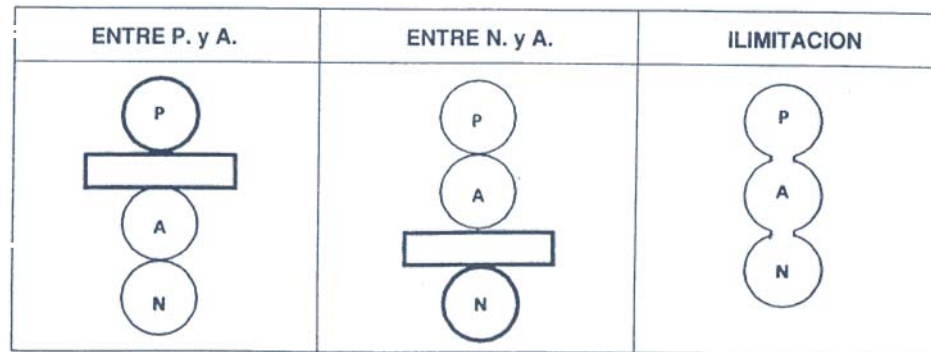 ENTRE P. y A.
P
A
N
ENTRE N. y A.
P
A
N
ILIMITACION
P
A
N